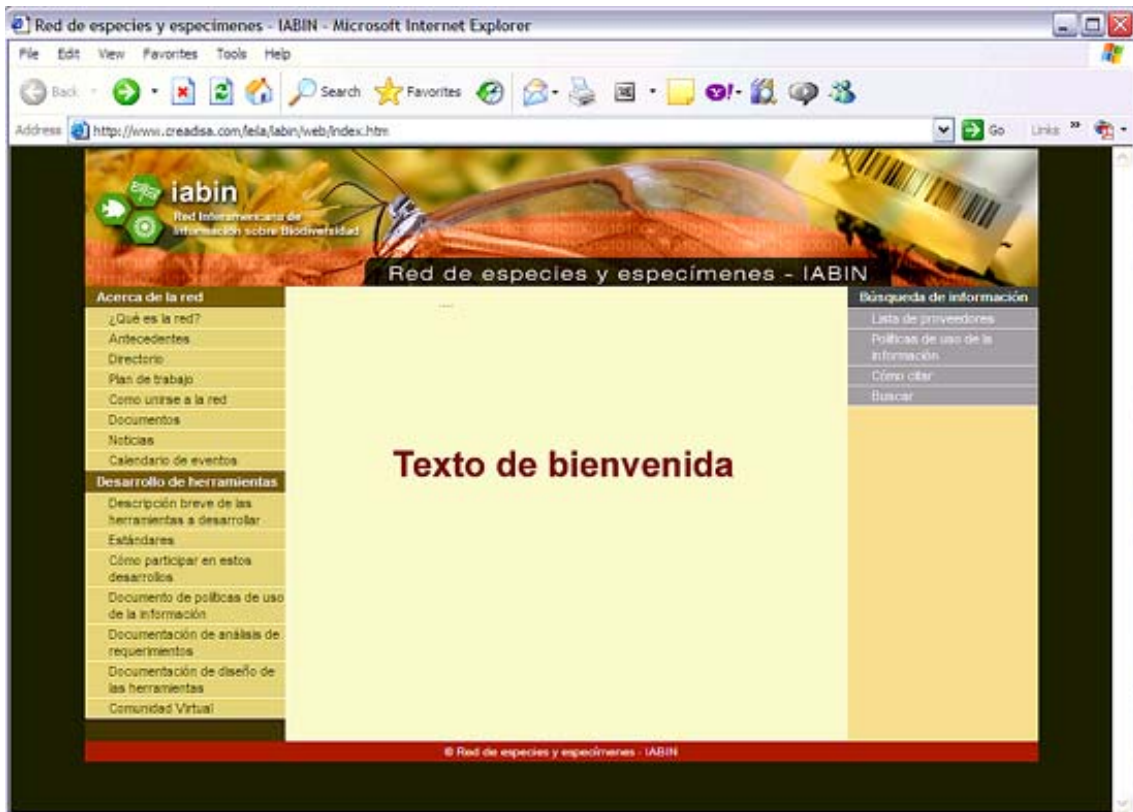 Red de especies y especímenes - IABIN - Microsoft Internet Explorer
File Edit View Favorites Tools Help
Back Search Favorites
Address http://www.creadisa.com/leila/iabin/web/index.htm Go Links
iabin
Red Interamericana de
Información sobre Biodiversidad
Red de especies y especímenes - IABIN
Acerca de la red
¿Qué es la red?
Antecedentes
Directorio
Plan de trabajo
Como unirse a la red
Documentos
Noticias
Calendario de eventos
Desarrollo de herramientas
Descripción breve de las
herramientas a desarrollar
Estándares
Cómo participar en estos
desarrollos
Documento de políticas de uso
de la información
Documentación de análisis de
requerimientos
Documentación de diseño de
las herramientas
Comunidad Virtual
Texto de bienvenida
Búsqueda de información
Lista de proveedores
Políticas de uso de la
información
Cómo citar
Buscar
© Red de especies y especímenes - IABIN